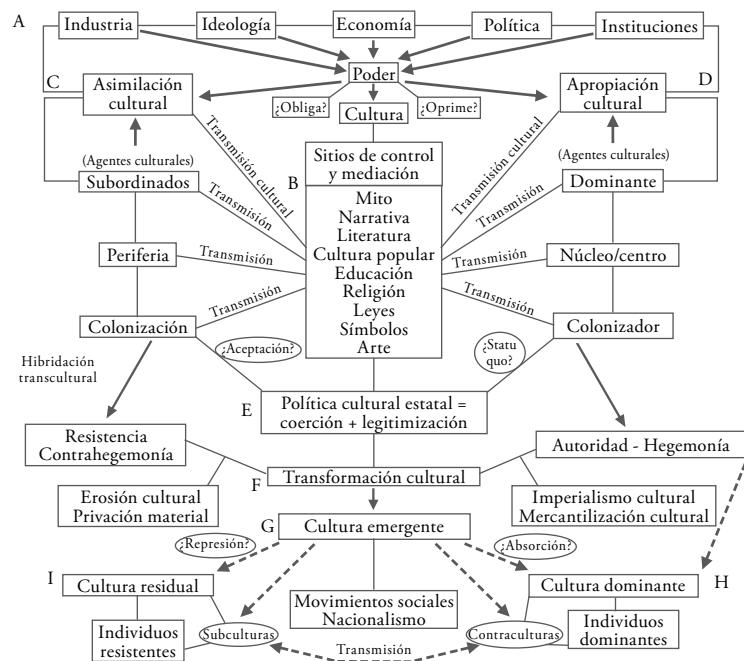 A
Industria
Ideología
Economía
Política
Instituciones
C
Poder
D
Asimilación
cultural
¿Obliga?
¿Oprime?
Apropiación
cultural
Cultura
Transmisión cultural
Transmisión cultural
(Agentes culturales)
Sitios de control
y mediación
(Agentes culturales)
Subordinados
B
Dominante
Mito
Narrativa
Literatura
Cultura popular
Educación
Religión
Leyes
Símbolos
Arte
Transmisión
Transmisión
Periferia
Transmisión
Transmisión
Núcleo/centro
Transmisión
Transmisión
Colonización
Colonizador
¿Aceptación?
¿Statu
quo?
Hibridación
transcultural
E
Política cultural estatal =
coerción + legitimización
Resistencia
Contrahegemonía
Autoridad - Hegemonía
F
Transformación cultural
Erosión cultural
Privación material
Imperialismo cultural
Mercantilización cultural
G
Cultura emergente
¿Represión?
¿Absorción?
I
Cultura residual
Cultura dominante
H
Movimientos sociales
Nacionalismo
Individuos
resistentes
Subculturas
Transmisión
Contraculturas
Individuos
dominantes